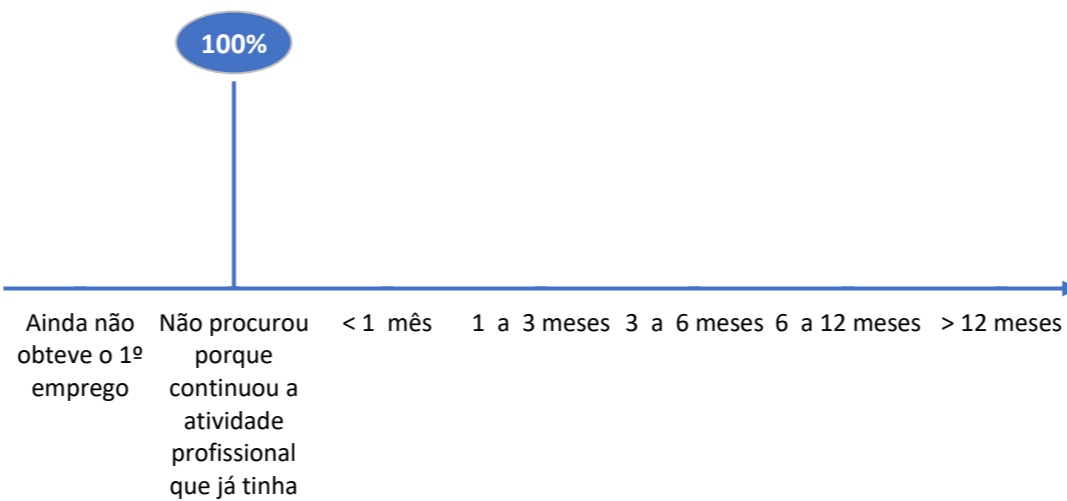 100%
Ainda não
obteve o 1º
emprego
Não procurou
porque
continuou a
atividade
profissional
que já tinha
< 1 mês
1 a 3 meses
3 a 6 meses
6 a 12 meses
> 12 meses